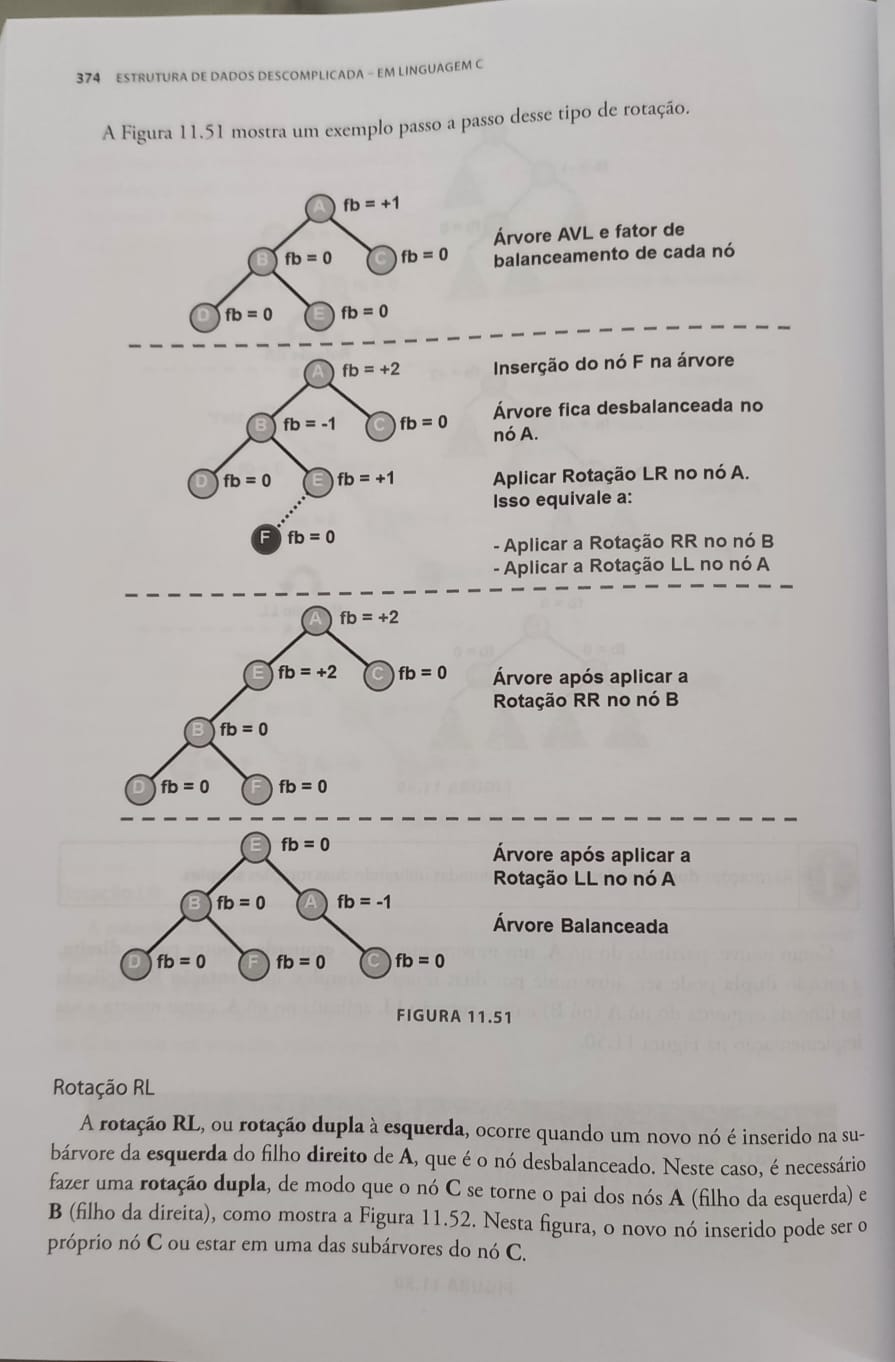 374 ESTRUTURA DE DADOS DESCOMPLICADA – EM LINGUAGEM C
A Figura 11.51 mostra um exemplo passo a passo desse tipo de rotação.
A fb = +1
B fb = 0 C fb = 0
D fb = 0 E fb = 0
Árvore AVL e fator de
balanceamento de cada nó
A fb = +2
B fb = -1 C fb = 0
D fb = 0 E fb = +1
F fb = 0
Inserção do nó F na árvore
Árvore fica desbalanceada no
nó A.
Aplicar Rotação LR no nó A.
Isso equivale a:
- Aplicar a Rotação RR no nó B
- Aplicar a Rotação LL no nó A
A fb = +2
E fb = +2 C fb = 0
B fb = 0
D fb = 0 F fb = 0
Árvore após aplicar a
Rotação RR no nó B
E fb = 0
B fb = 0 A fb = -1
D fb = 0 F fb = 0 C fb = 0
Árvore após aplicar a
Rotação LL no nó A
Árvore Balanceada
FIGURA 11.51
Rotação RL
A rotação RL, ou rotação dupla à esquerda, ocorre quando um novo nó é inserido na su-
bárvore da esquerda do filho direito de A, que é o nó desbalanceado. Neste caso, é necessário
fazer uma rotação dupla, de modo que o nó C se torne o pai dos nós A (filho da esquerda) e
B (filho da direita), como mostra a Figura 11.52. Nesta figura, o novo nó inserido pode ser o
próprio nó C ou estar em uma das subárvores do nó C.